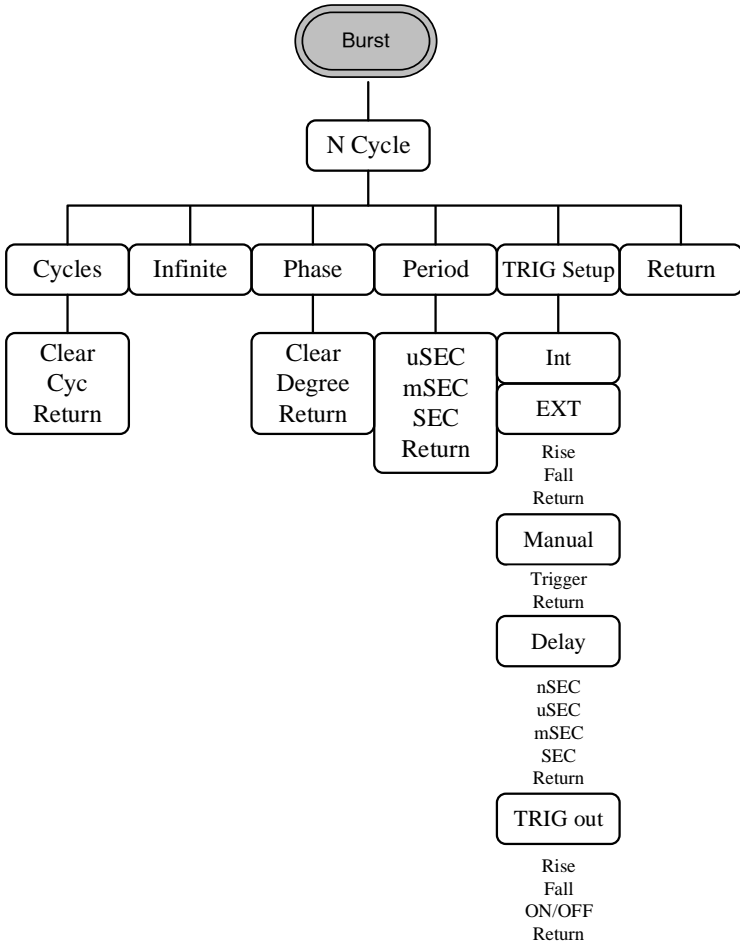 Burst
N Cycle
Cycles
Infinite
Phase
Period
TRIG Setup
Return
Clear
Cyc
Return
Clear
Degree
Return
uSEC
mSEC
SEC
Return
Int
EXT
Rise
Fall
Return
Manual
Trigger
Return
Delay
nSEC
uSEC
mSEC
SEC
Return
TRIG out
Rise
Fall
ON/OFF
Return